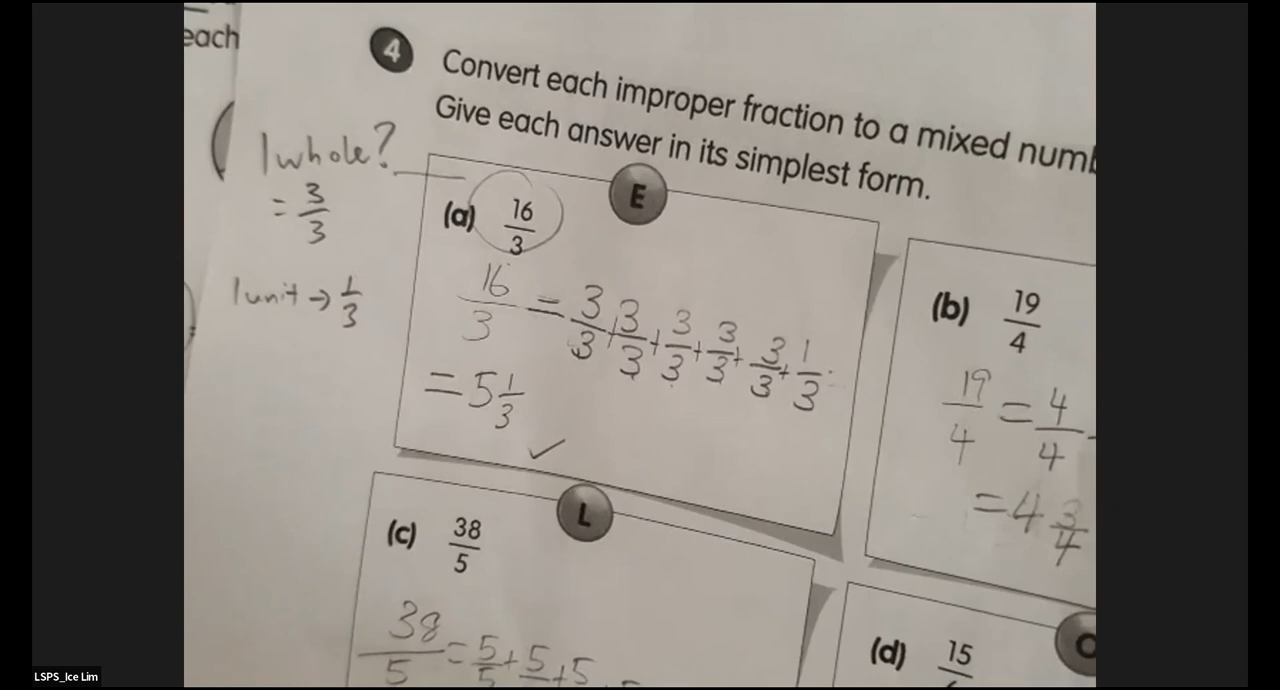 each
4 Convert each improper fraction to a mixed
Give each answer in its simplest form.
1 whole?
= 3/3
1 unit → 1/3
E
(a) 16/3
16/3 = 3/3 + 3/3 + 3/3 + 3/3 + 3/3 + 1/3
= 5 1/3 ✓
(b) 19/4
19/4 = 4/4
= 4 3/4
L
(c) 38/5
38/5 = 5/5 + 5 + 5
(d) 15
LSPS_Ice Lim